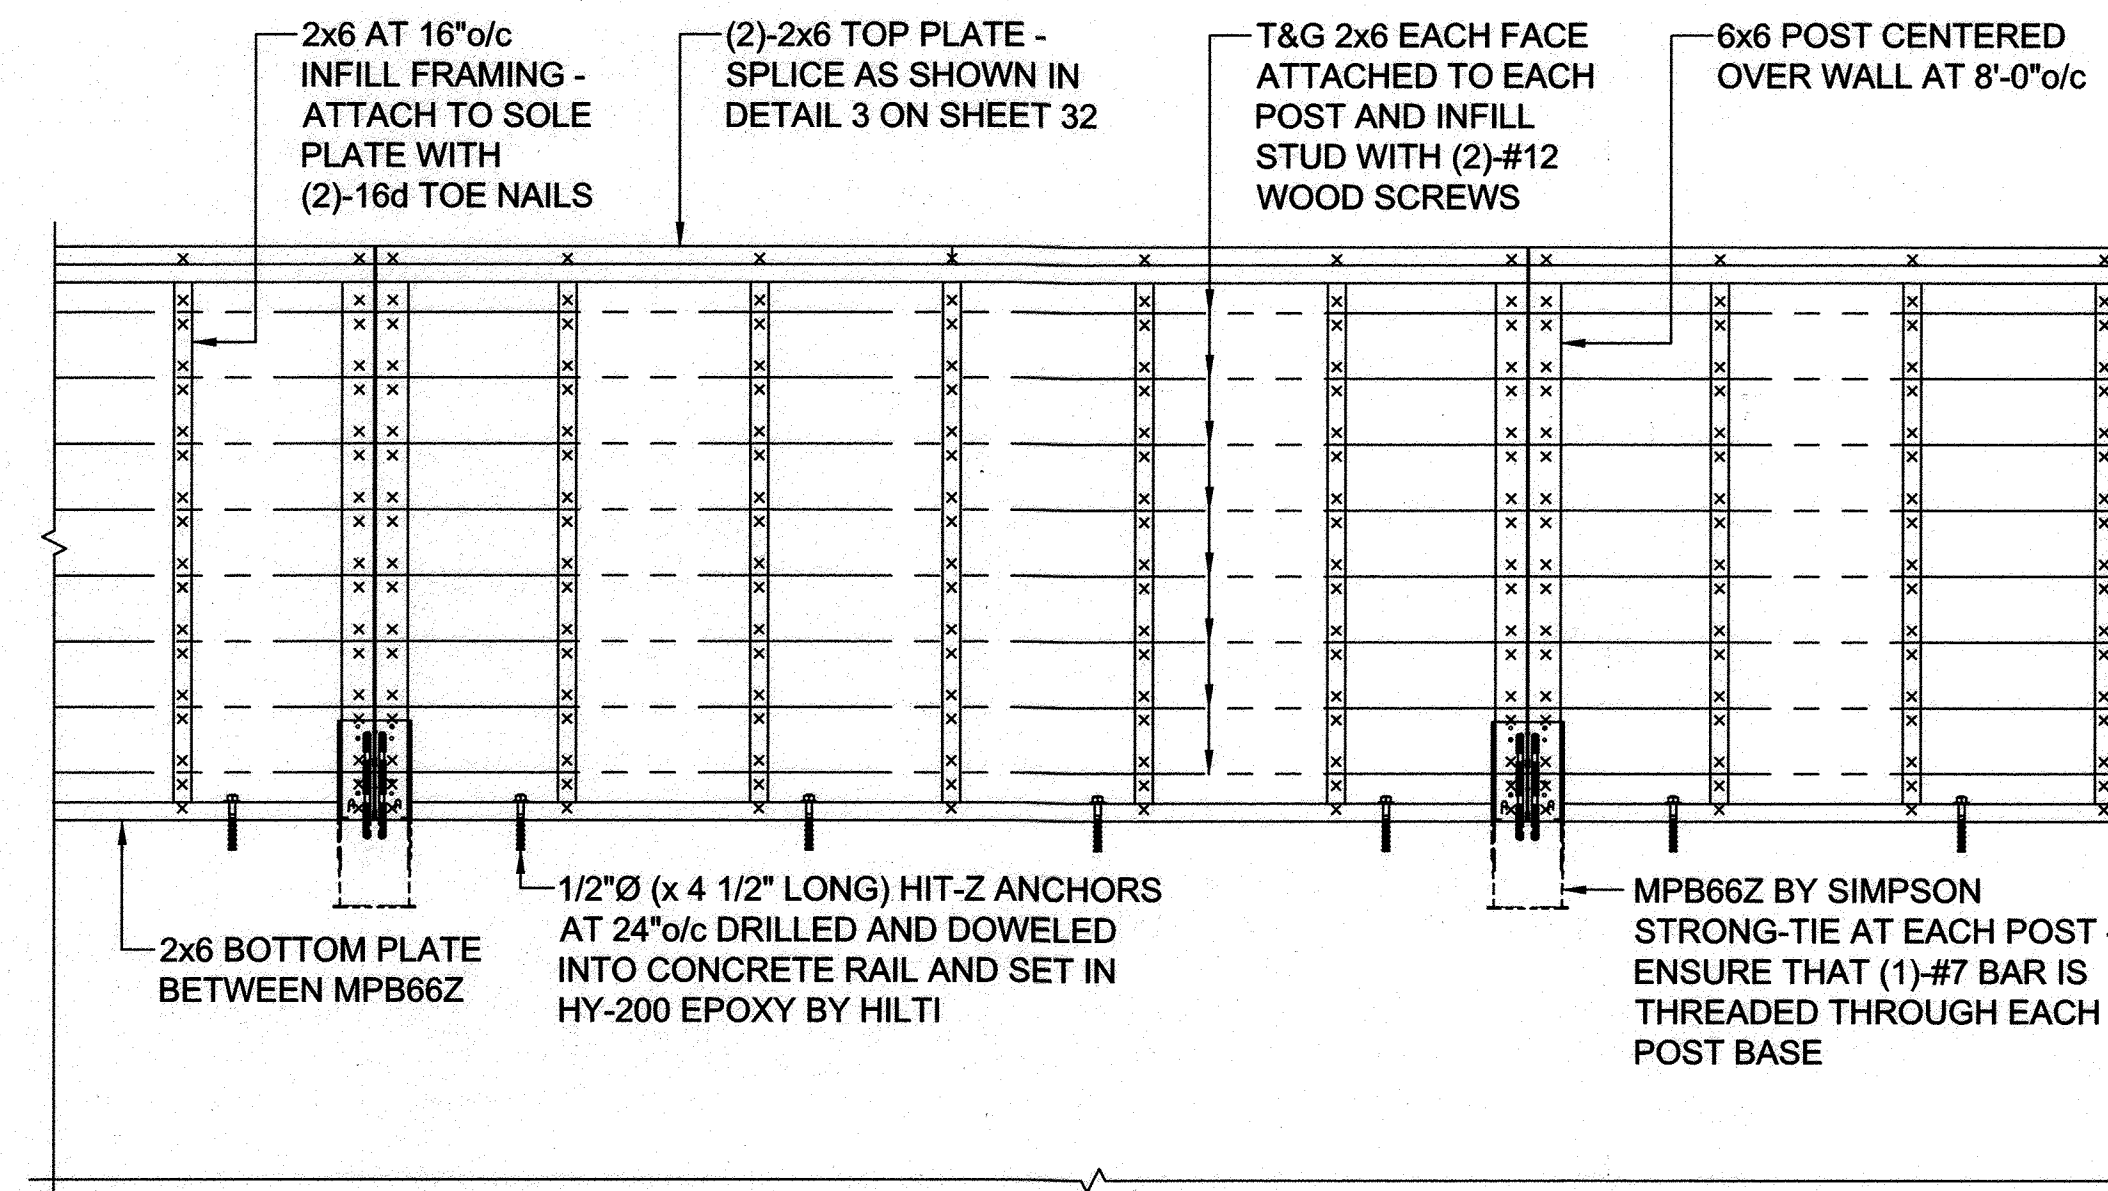 2x6 AT 16"o/c
INFILL FRAMING -
ATTACH TO SOLE
PLATE WITH
(2)-16d TOE NAILS
(2)-2x6 TOP PLATE -
SPLICE AS SHOWN IN
DETAIL 3 ON SHEET 32
T&G 2x6 EACH FACE
ATTACHED TO EACH
POST AND INFILL
STUD WITH (2)-#12
WOOD SCREWS
6x6 POST CENTERED
OVER WALL AT 8'-0"o/c
2x6 BOTTOM PLATE
BETWEEN MPB66Z
1/2"Ø (x 4 1/2" LONG) HIT-Z ANCHORS
AT 24"o/c DRILLED AND DOWELED
INTO CONCRETE RAIL AND SET IN
HY-200 EPOXY BY HILTI
MPB66Z BY SIMPSON
STRONG-TIE AT EACH POST -
ENSURE THAT (1)-#7 BAR IS
THREADED THROUGH EACH
POST BASE